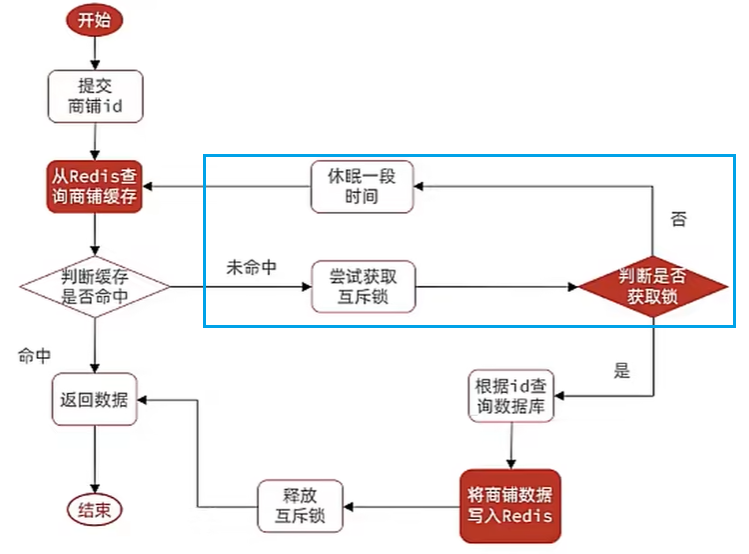 开始
提交
商铺id
从Redis查
询商铺缓存
休眠一段
时间
否
判断缓存
是否命中
未命中
尝试获取
互斥锁
判断是否
获取锁
命中
是
返回数据
根据id查
询数据库
结束
释放
互斥锁
将商铺数据
写入Redis